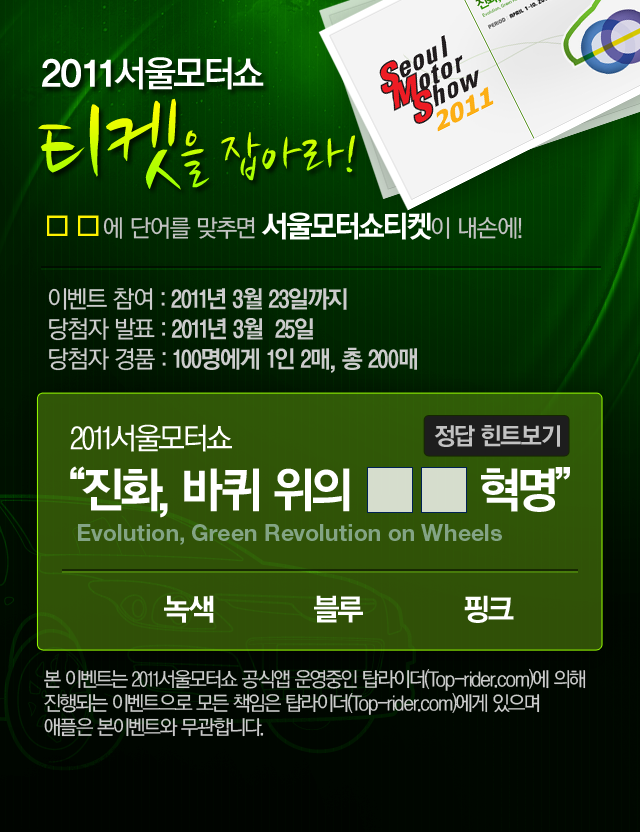 Evolution, Green
PERIOD : APRIL 1-10, 20
Seoul
Motor
Show
2011
2011서울모터쇼
티켓을 잡아라!
□ □에 단어를 맞추면 서울모터쇼티켓이 내손에!
이벤트 참여 : 2011년 3월 23일까지
당첨자 발표 : 2011년 3월 25일
당첨자 경품 : 100명에게 1인 2매, 총 200매
2011서울모터쇼
정답 힌트보기
“진화, 바퀴 위의 □□ 혁명”
Evolution, Green Revolution on Wheels
녹색 블루 핑크
본 이벤트는 2011서울모터쇼 공식앱 운영중인 탑라이더(Top-rider.com)에 의해
진행되는 이벤트으로 모든 책임은 탑라이더(Top-rider.com)에게 있으며
애플은 본이벤트와 무관합니다.